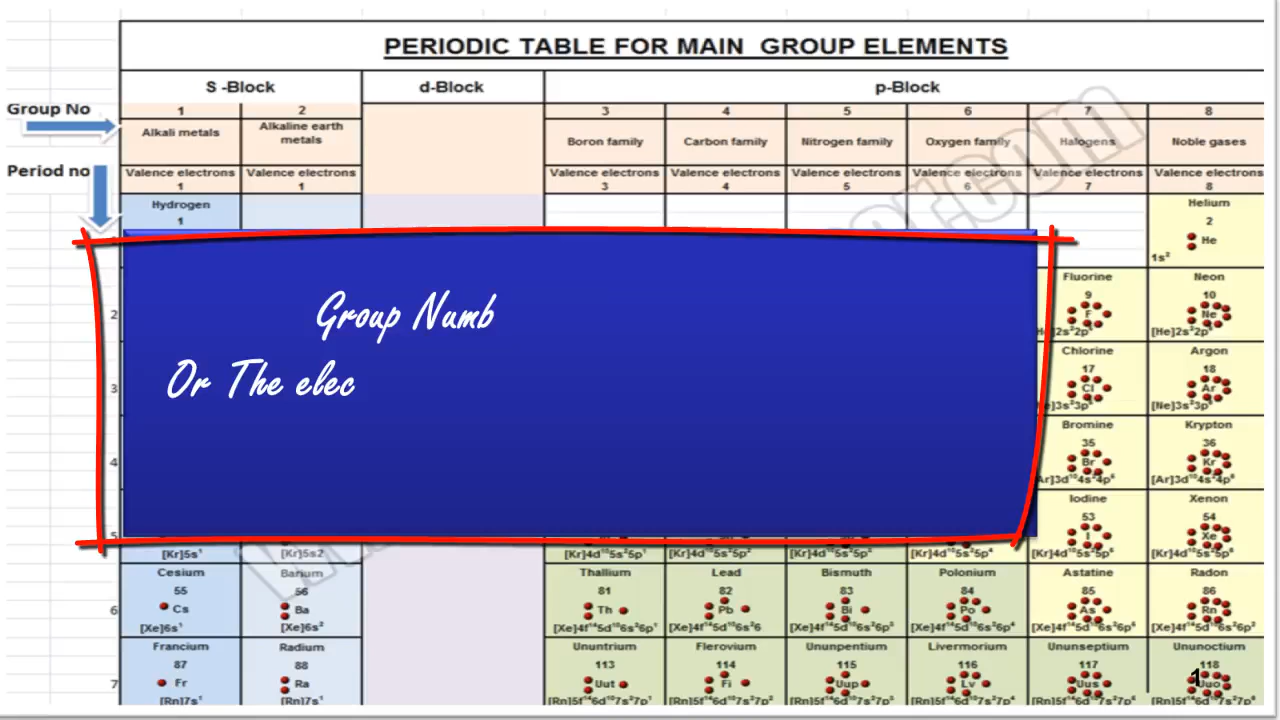 PERIODIC TABLE FOR MAIN GROUP ELEMENTS
S -Block d-Block p-Block
Group No 1 2 3 4 5 6 7 8
Alkali metals Alkaline earth metals Boron family Carbon family Nitrogen family Oxygen family Halogens Noble gases
Period no
Valence electrons 1 Valence electrons 1 Valence electrons 3 Valence electrons 4 Valence electrons 5 Valence electrons 6 Valence electrons 7 Valence electrons 8
Hydrogen 1
Helium 2 He 1s²
Group Numb
Or The elec
2 Fluorine 9 F Neon 10 Ne [He]2s²2p⁶
3 Chlorine 17 Cl Argon 18 Ar [Ne]3s²3p⁶
4 Bromine 35 Br Krypton 36 Kr [Ar]3d¹⁰4s²4p⁶
5 Iodine 53 I Xenon 54 Xe
[Kr]5s¹ [Kr]5s2
Cesium Barium Thallium Lead Bismuth Polonium Astatine Radon
55 56 81 82 83 84 85 86
6 Cs Ba Th Pb Bi Po As Rn
[Xe]6s¹ [Xe]6s²
Francium Radium Ununtrium Flerovium Ununpentium Livermorium Ununseptium Ununoctium
87 88 113 114 115 116 117 118
7 Fr Ra Uut Fi Uup Lv Uus Uuo
[Rn]7s¹ [Rn]7s²
1